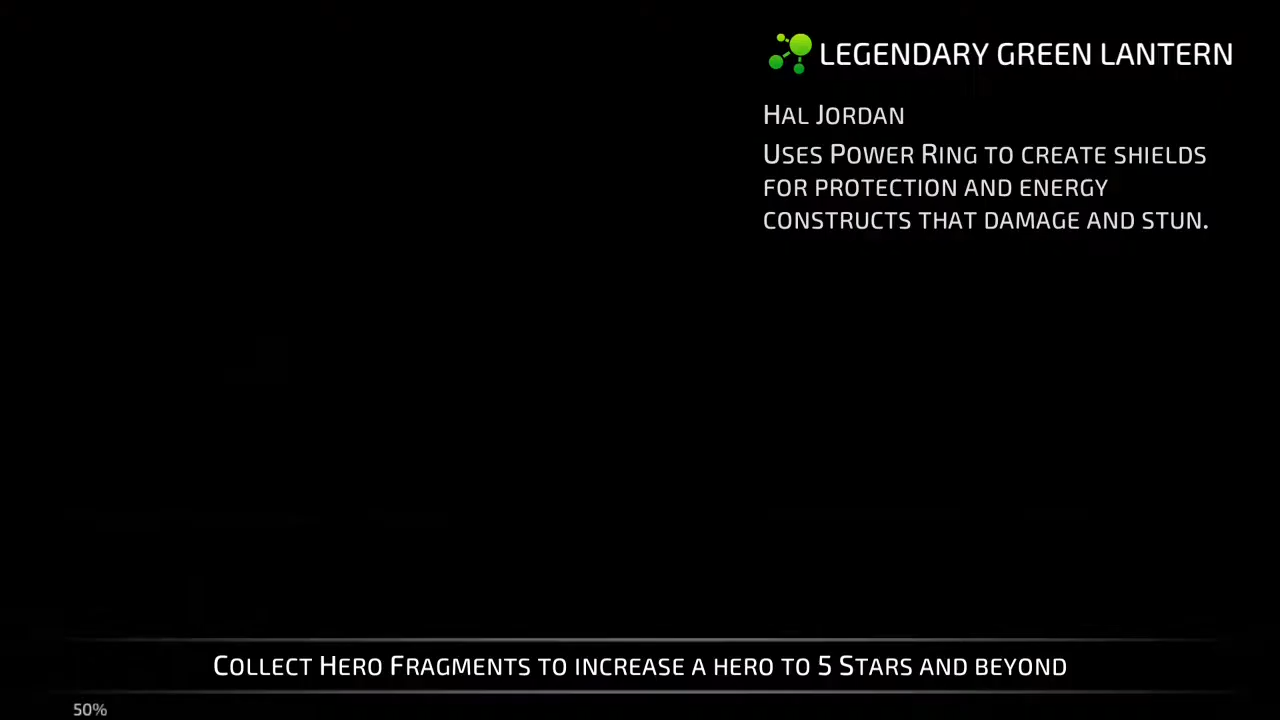 LEGENDARY GREEN LANTERN
HAL JORDAN
USES POWER RING TO CREATE SHIELDS
FOR PROTECTION AND ENERGY
CONSTRUCTS THAT DAMAGE AND STUN.
COLLECT HERO FRAGMENTS TO INCREASE A HERO TO 5 STARS AND BEYOND
50%